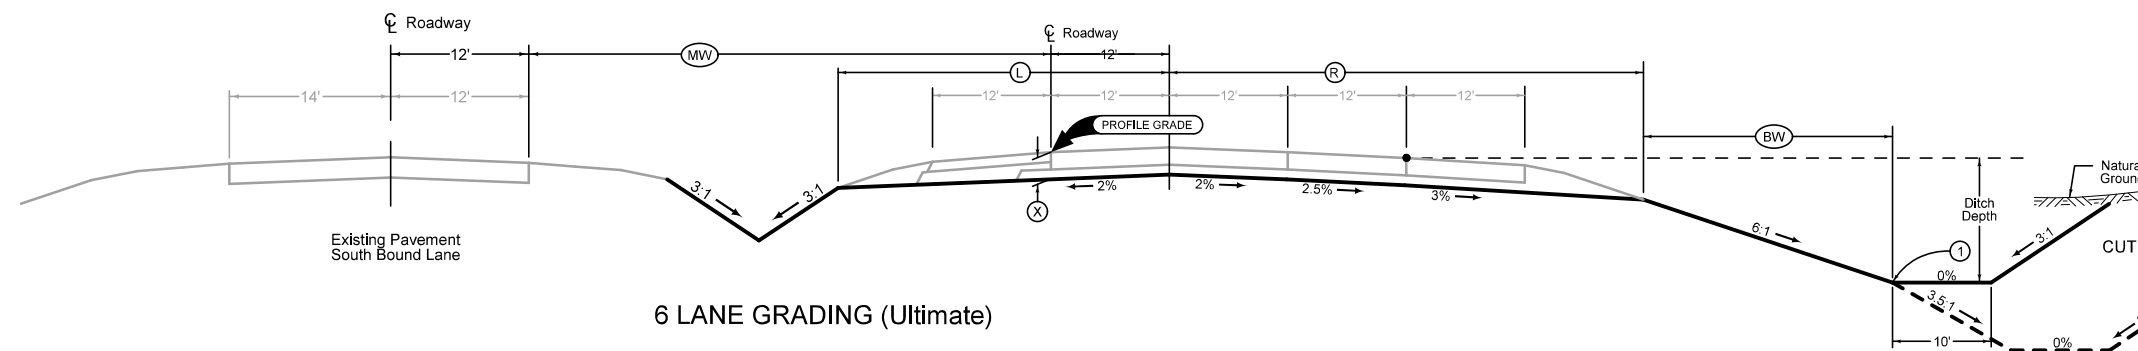 ℄ Roadway
℄ Roadway
12'
MW
12'
L
R
14'
12'
12'
12'
12'
12'
12'
PROFILE GRADE
BW
Natura
Ground
3:1
3:1
2%
2%
2.5%
3%
X
Ditch
Depth
Existing Pavement
South Bound Lane
6:1
1
3:1
CUT
0%
6 LANE GRADING (Ultimate)
3.5:1
10'
0%